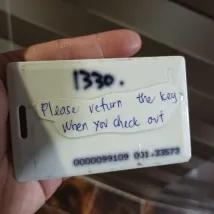 1330.
Please return the key
when you check out
0000099109 031.33573